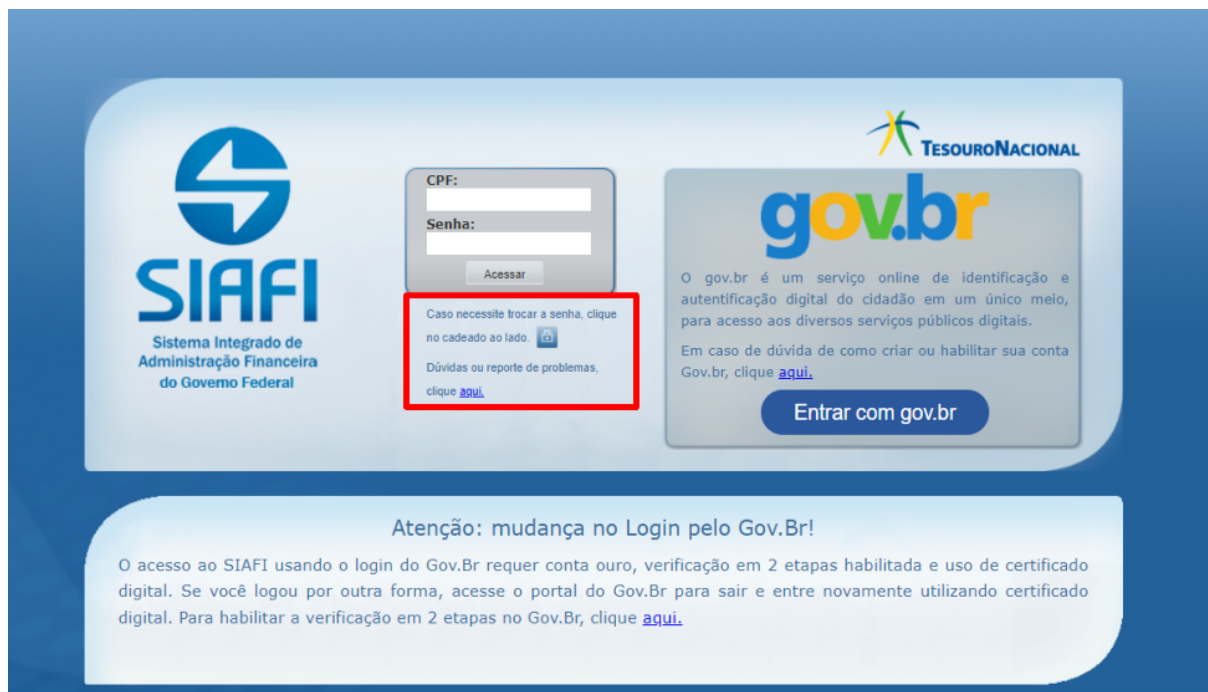 TESOURONACIONAL
SIAFI
Sistema Integrado de
Administração Financeira
do Governo Federal
CPF:
Senha:
Acessar
Caso necessite trocar a senha, clique
no cadeado ao lado.
Dúvidas ou reporte de problemas,
clique aqui.
gov.br
O gov.br é um serviço online de identificação e
autentificação digital do cidadão em um único meio,
para acesso aos diversos serviços públicos digitais.
Em caso de dúvida de como criar ou habilitar sua conta
Gov.br, clique aqui.
Entrar com gov.br
Atenção: mudança no Login pelo Gov.Br!
O acesso ao SIAFI usando o login do Gov.Br requer conta ouro, verificação em 2 etapas habilitada e uso de certificado
digital. Se você logou por outra forma, acesse o portal do Gov.Br para sair e entre novamente utilizando certificado
digital. Para habilitar a verificação em 2 etapas no Gov.Br, clique aqui.